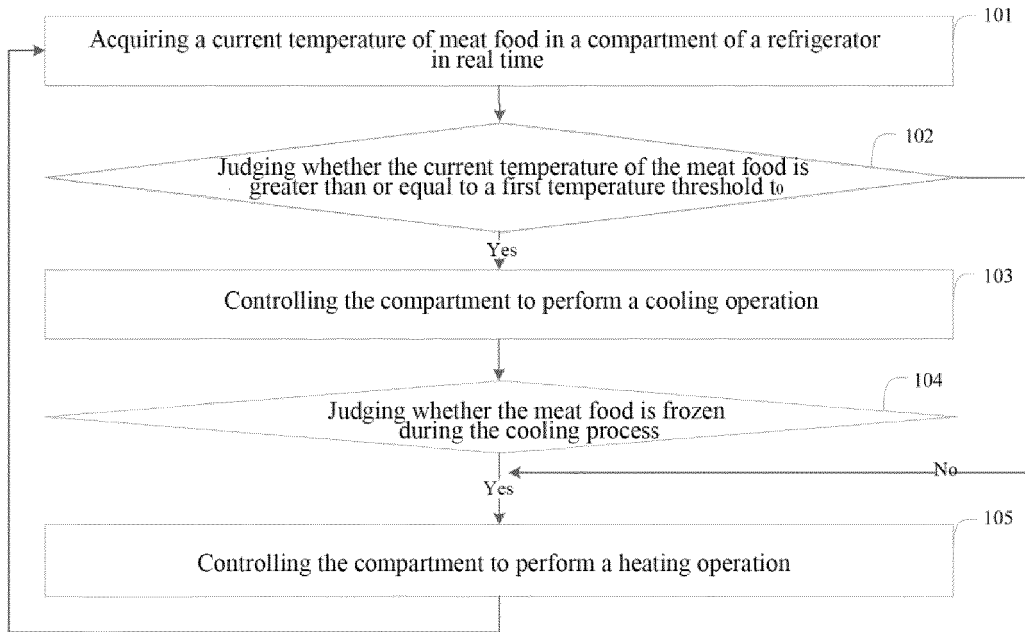 101
Acquiring a current temperature of meat food in a compartment of a refrigerator
in real time
102
Judging whether the current temperature of the meat food is
greater than or equal to a first temperature threshold t₀
Yes
103
Controlling the compartment to perform a cooling operation
104
Judging whether the meat food is frozen
during the cooling process
No
Yes
105
Controlling the compartment to perform a heating operation